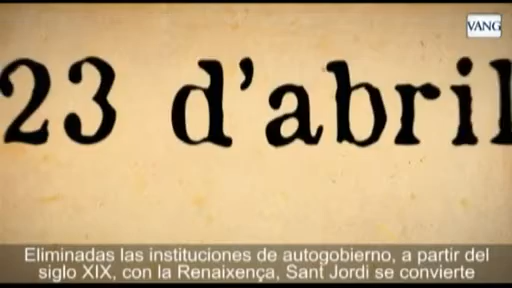 VANG
23 d'abril
Eliminadas las instituciones de autogobierno, a partir del
siglo XIX, con la Renaixença, Sant Jordi se convierte